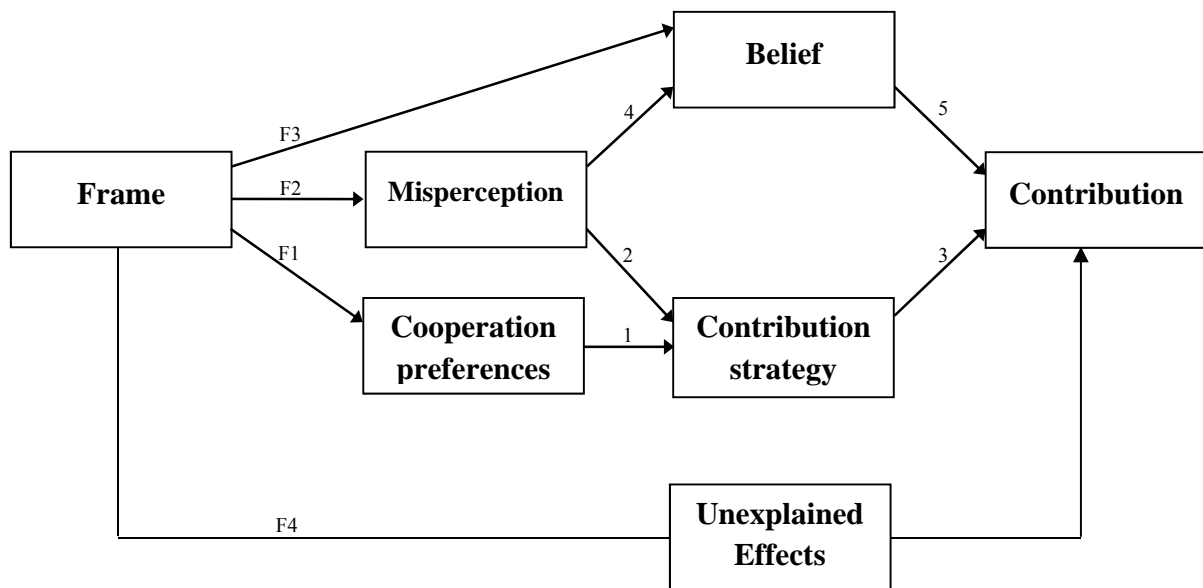 Belief
4
5
F3
Frame
F2
Misperception
Contribution
F1
2
3
Cooperation
preferences
1
Contribution
strategy
F4
Unexplained
Effects